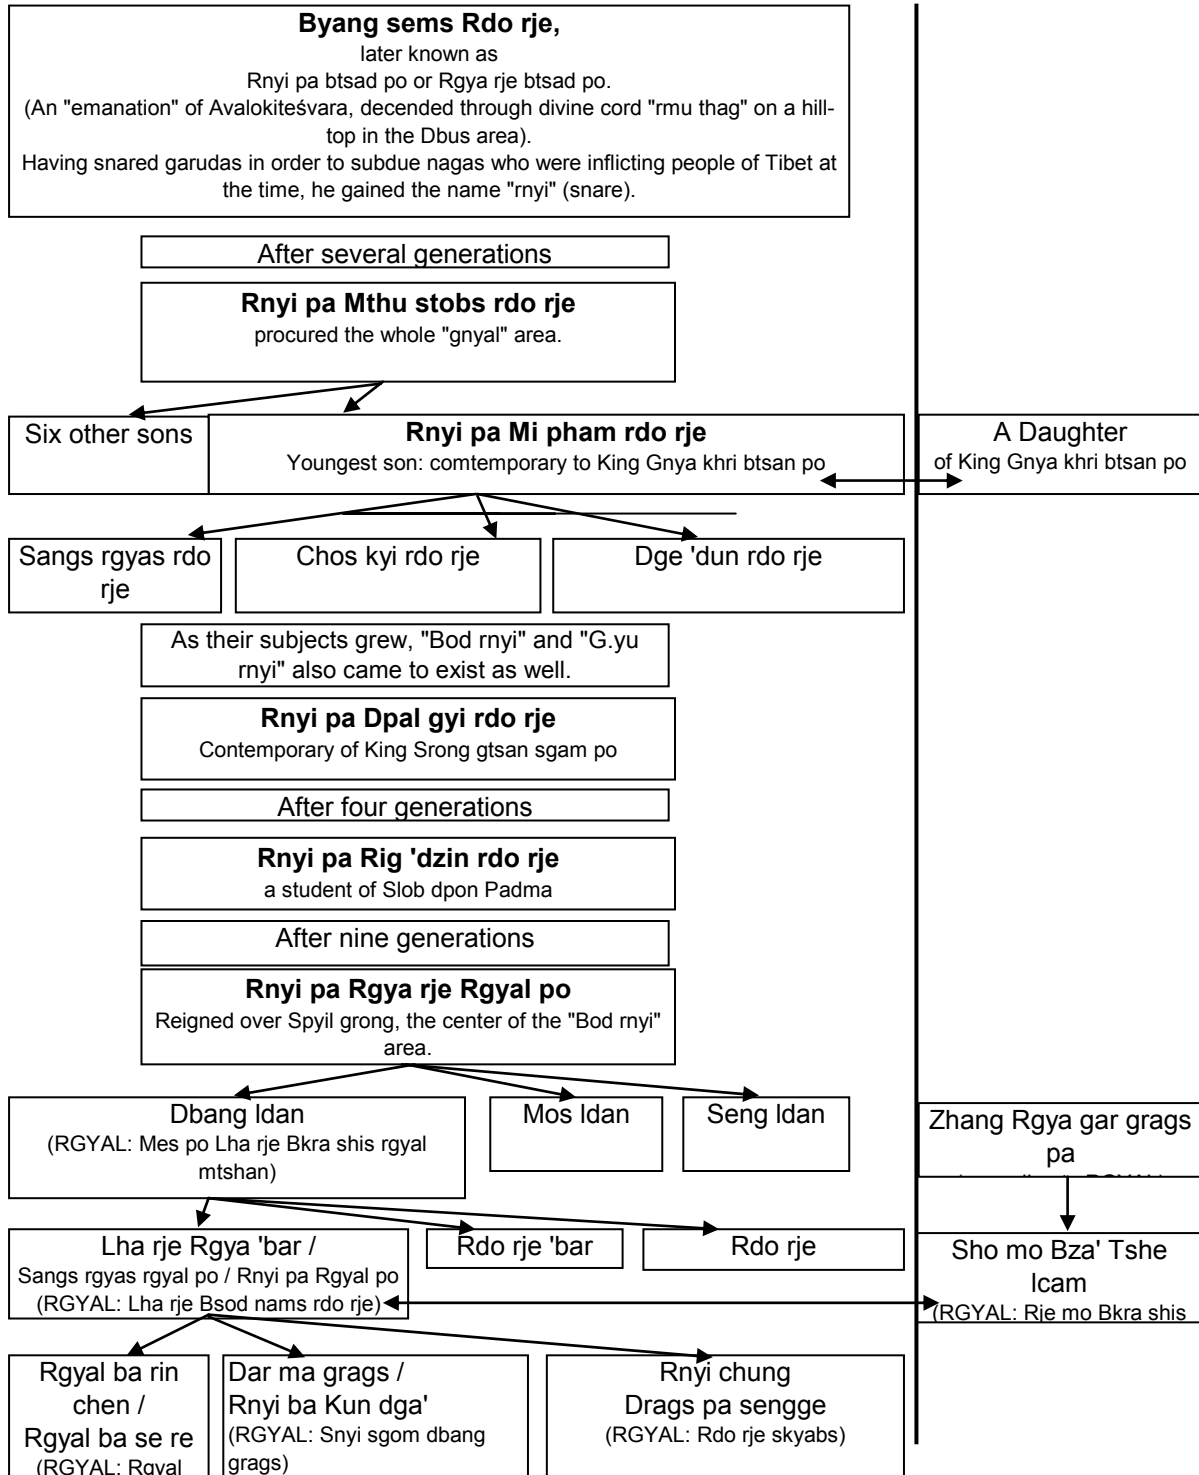 Byang sems Rdo rje,
later known as
Rnyi pa btsad po or Rgya rje btsad po.
(An "emanation" of Avalokiteśvara, decended through divine cord "rmu thag" on a hill-
top in the Dbus area).
Having snared garudas in order to subdue nagas who were inflicting people of Tibet at
the time, he gained the name "rnyi" (snare).
After several generations
Rnyi pa Mthu stobs rdo rje
procured the whole "gnyal" area.
Six other sons
Rnyi pa Mi pham rdo rje
Youngest son: comtemporary to King Gnya khri btsan po
A Daughter
of King Gnya khri btsan po
Sangs rgyas rdo
rje
Chos kyi rdo rje
Dge 'dun rdo rje
As their subjects grew, "Bod rnyi" and "G.yu
rnyi" also came to exist as well.
Rnyi pa Dpal gyi rdo rje
Contemporary of King Srong gtsan sgam po
After four generations
Rnyi pa Rig 'dzin rdo rje
a student of Slob dpon Padma
After nine generations
Rnyi pa Rgya rje Rgyal po
Reigned over Spyil grong, the center of the "Bod rnyi"
area.
Dbang ldan
(RGYAL: Mes po Lha rje Bkra shis rgyal
mtshan)
Mos ldan
Seng ldan
Zhang Rgya gar grags
pa
Lha rje Rgya 'bar /
Sangs rgyas rgyal po / Rnyi pa Rgyal po
(RGYAL: Lha rje Bsod nams rdo rje)
Rdo rje 'bar
Rdo rje
Sho mo Bza' Tshe
lcam
(RGYAL: Rje mo Bkra shis
Rgyal ba rin
chen /
Rgyal ba se re
(RGYAL: Rgyal
Dar ma grags /
Rnyi ba Kun dga'
(RGYAL: Snyi sgom dbang
grags)
Rnyi chung
Drags pa sengge
(RGYAL: Rdo rje skyabs)